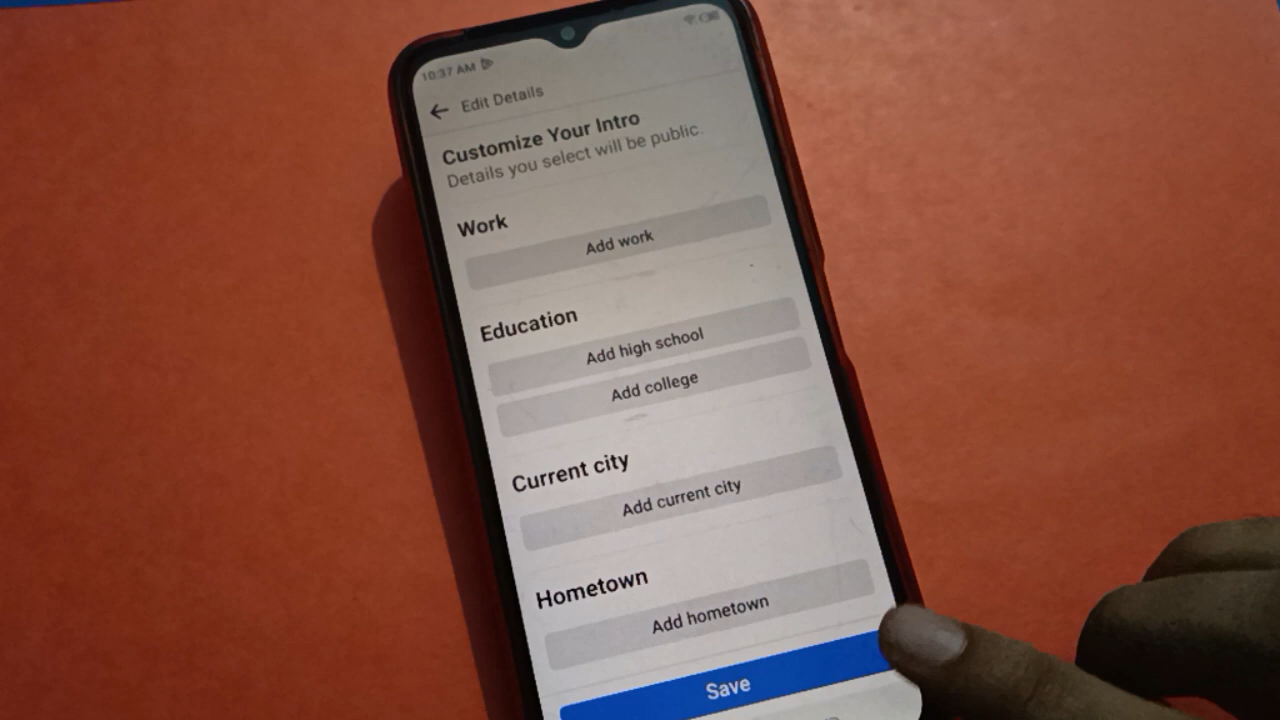 10:37 AM
Edit Details
Customize Your Intro
Details you select will be public.
Work
Add work
Education
Add high school
Add college
Current city
Add current city
Hometown
Add hometown
Save